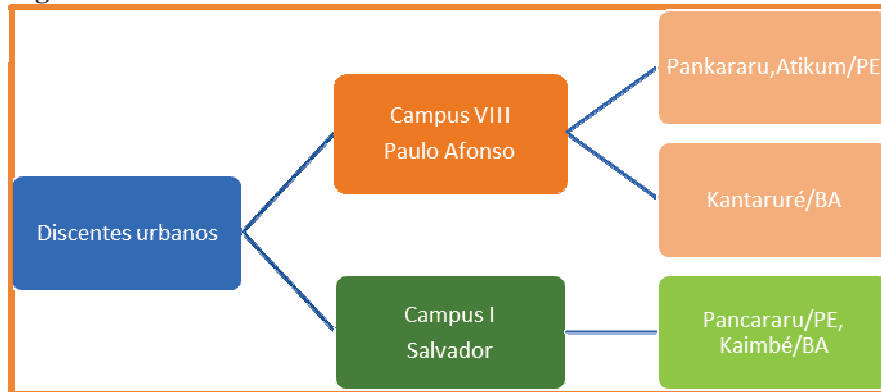 Discentes urbanos
Campus VIII
Paulo Afonso
Pankararu,Atikum/PE
Kantaruré/BA
Campus I
Salvador
Pancararu/PE,
Kaimbé/BA